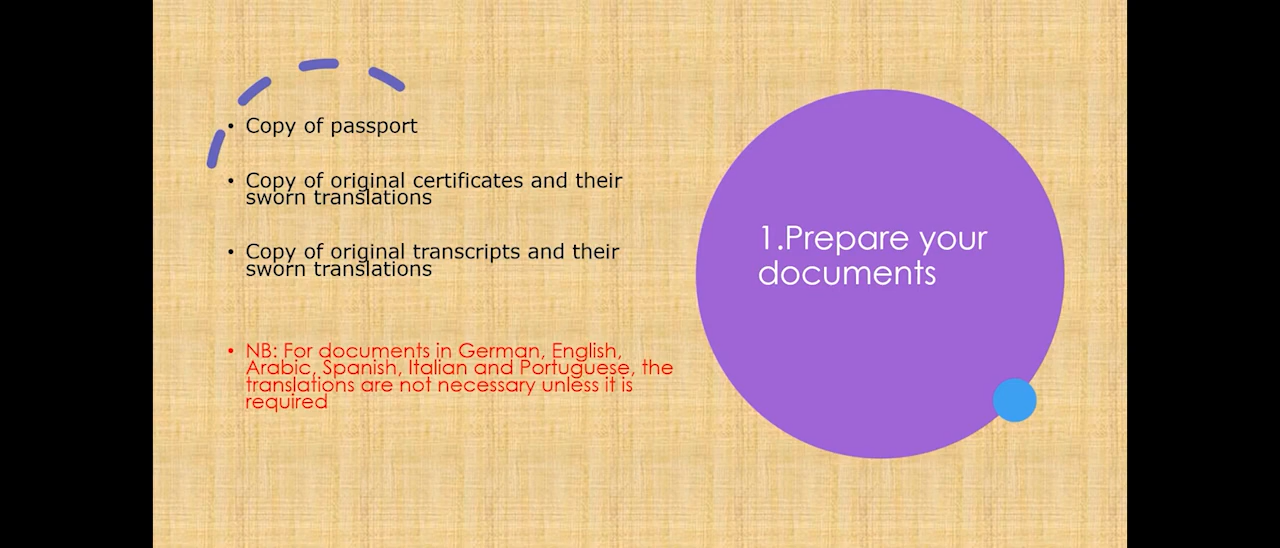 • Copy of passport
• Copy of original certificates and their
sworn translations
• Copy of original transcripts and their
sworn translations
• NB: For documents in German, English,
Arabic, Spanish, Italian and Portuguese, the
translations are not necessary unless it is
required
1.Prepare your
documents